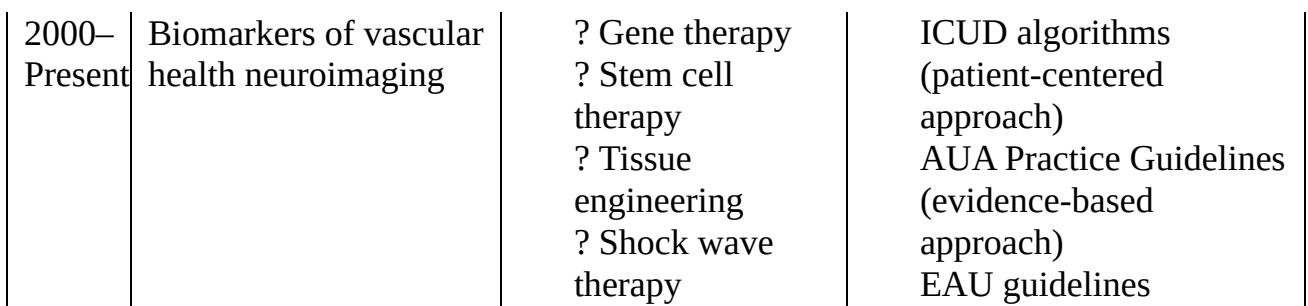 2000–
Present
Biomarkers of vascular
health neuroimaging
? Gene therapy
? Stem cell
therapy
? Tissue
engineering
? Shock wave
therapy
ICUD algorithms
(patient-centered
approach)
AUA Practice Guidelines
(evidence-based
approach)
EAU guidelines